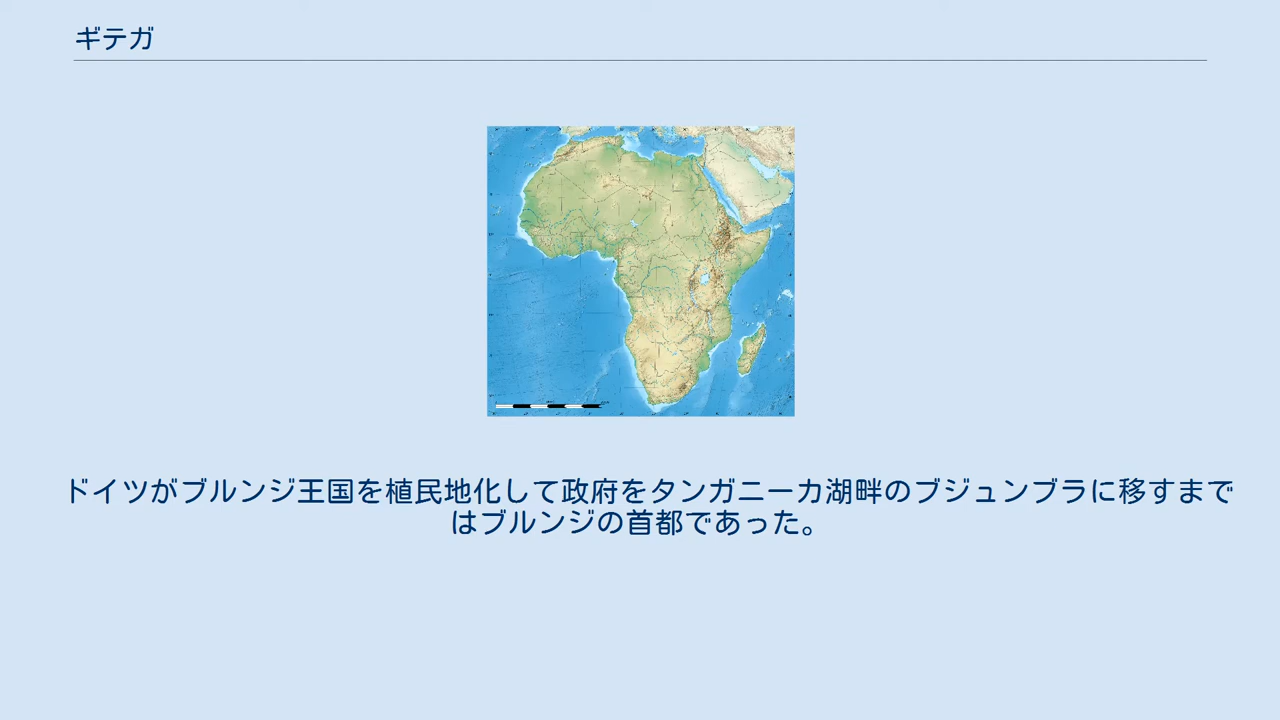 ギテガ
ドイツがブルンジ王国を植民地化して政府をタンガニーカ湖畔のブジュンブラに移すまで
はブルンジの首都であった。